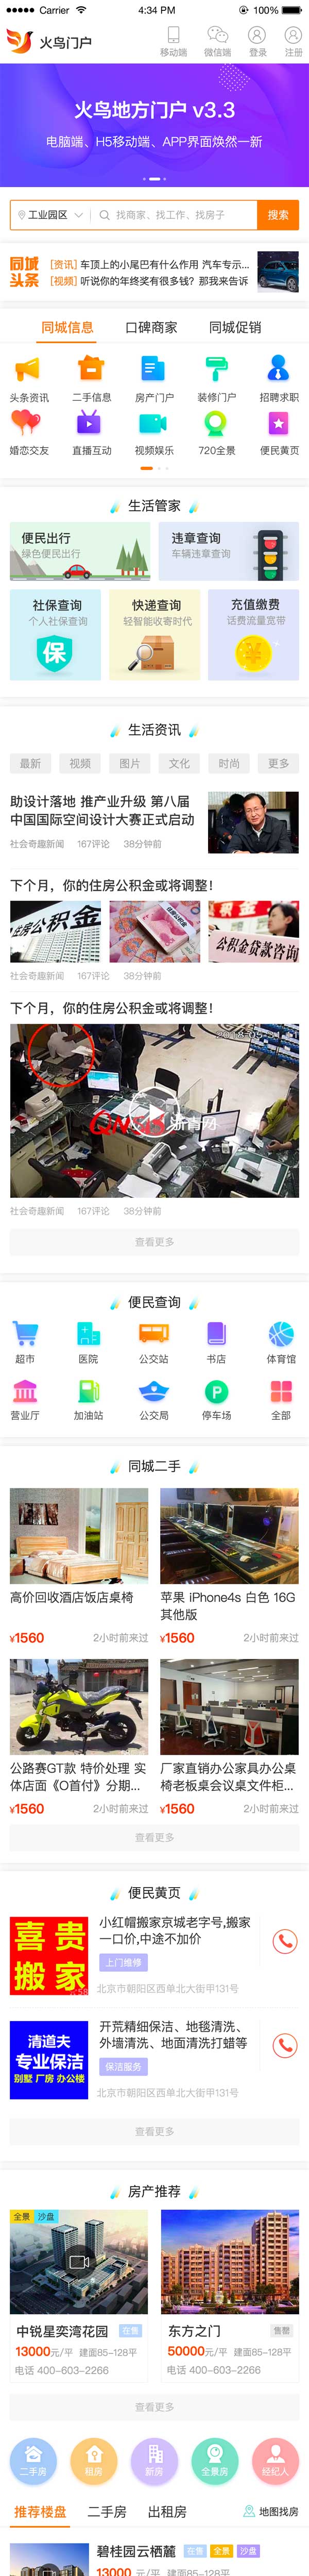 Carrier 4:34 PM 100%
火鸟门户
移动端 微信端 登录 注册
火鸟地方门户 v3.3
电脑端、H5移动端、APP界面焕然一新
工业园区 找商家、找工作、找房子 搜索
同城
头条
[资讯] 车顶上的小尾巴有什么作用 汽车专示...
[视频] 听说你的年终奖有很多钱? 那我来告诉
同城信息 口碑商家 同城促销
头条资讯 二手信息 房产门户 装修门户 招聘求职
婚恋交友 直播互动 视频娱乐 720全景 便民黄页
生活管家
便民出行 违章查询
绿色便民出行 车辆违章查询
社保查询 快递查询 充值缴费
个人社保查询 轻智能收寄时代 话费流量宽带
保
生活资讯
最新 视频 图片 文化 时尚 更多
助设计落地 推产业升级 第八届
中国国际空间设计大赛正式启动
社会奇趣新闻 167评论 38分钟前
下个月，你的住房公积金或将调整！
房公积金
公积金贷款咨询
社会奇趣新闻 167评论 38分钟前
下个月，你的住房公积金或将调整！
社会奇趣新闻 167评论 38分钟前
查看更多
便民查询
超市 医院 公交站 书店 体育馆
营业厅 加油站 公交局 停车场 全部
同城二手
高价回收酒店饭店桌椅
苹果 iPhone4s 白色 16G
其他版
¥1560 2小时前来过
¥1560 2小时前来过
公路赛GT款 特价处理 实
体店面《O首付》分期...
厂家直销办公家具办公桌
椅老板桌会议桌文件柜...
¥1560 2小时前来过
¥1560 2小时前来过
查看更多
便民黄页
喜贵
搬家
58
小红帽搬家京城老字号,搬家
一口价,中途不加价
上门维修
北京市朝阳区西单北大街甲131号
清道夫
专业保洁
别墅 厂房 办公楼
开荒精细保洁、地毯清洗、
外墙清洗、地面清洗打蜡等
保洁服务
北京市朝阳区西单北大街甲131号
查看更多
房产推荐
全景 沙盘
中锐星奕湾花园 在售
13000元/平 建面85-128平
电话 400-603-2266
东方之门 售罄
50000元/平 建面85-128平
电话 400-603-2266
查看更多
二手房 租房 新房 全景房 经纪人
推荐楼盘 二手房 出租房 地图找房
碧桂园云栖麓 在售 全景 沙盘
13000元/平 建面85-128平